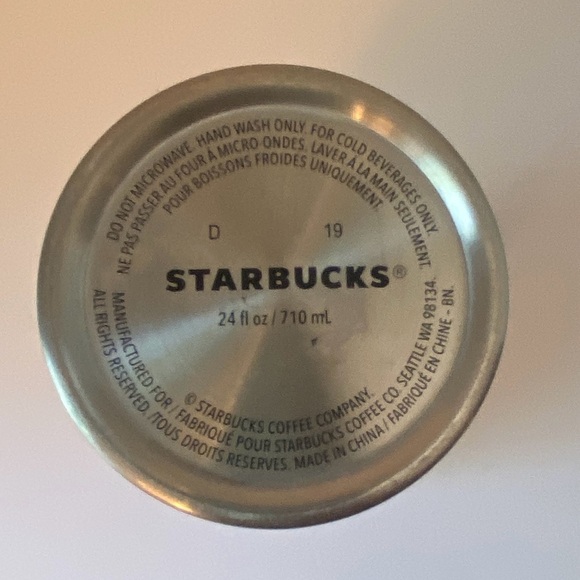 DO NOT MICROWAVE. HAND WASH ONLY. FOR COLD BEVERAGES ONLY.
NE PAS PASSER AU FOUR À MICRO-ONDES. LAVER À LA MAIN SEULEMENT.
POUR BOISSONS FROIDES UNIQUEMENT.
D 19
STARBUCKS®
24 fl oz / 710 mL
© STARBUCKS COFFEE COMPANY.
MANUFACTURED FOR / FABRIQUÉ POUR STARBUCKS COFFEE CO. SEATTLE WA 98134.
ALL RIGHTS RESERVED. /TOUS DROITS RESERVES. MADE IN CHINA / FABRIQUÉ EN CHINE - BN.